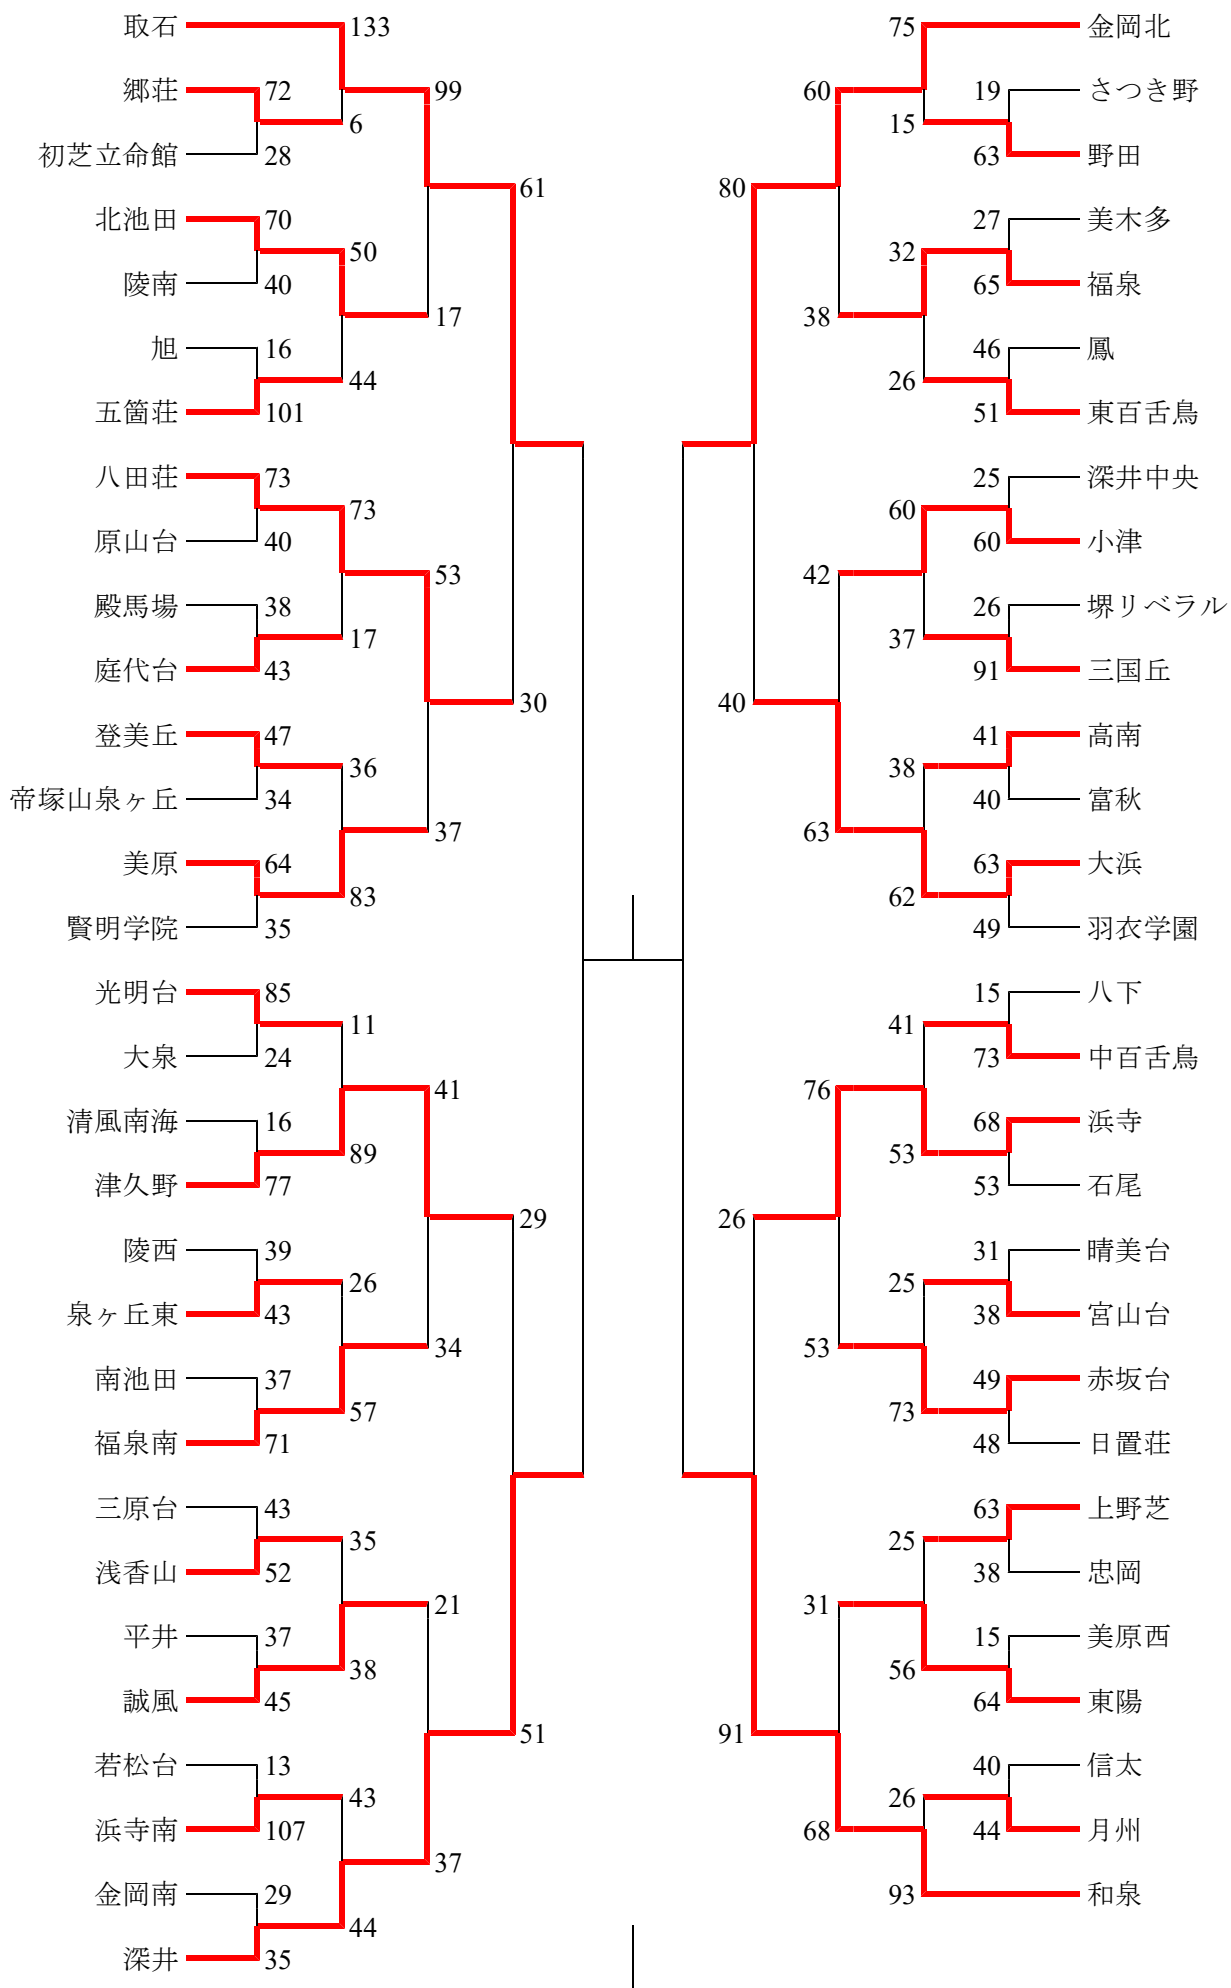 取石 133 75 金岡北
郷荘 72 99 60 19 さつき野
6 15
初芝立命館 28 63 野田
61 80
北池田 70 27 美木多
50 32
陵南 40 65 福泉
17 38
旭 16 46 鳳
44 26
五箇荘 101 51 東百舌鳥
八田荘 73 25 深井中央
73 60
原山台 40 60 小津
53 42
殿馬場 38 26 堺リベラル
17 37
庭代台 43 91 三国丘
30 40
登美丘 47 41 高南
36 38
帝塚山泉ヶ丘 34 40 富秋
37 63
美原 64 63 大浜
83 62
賢明学院 35 49 羽衣学園
光明台 85 15 八下
11 41
大泉 24 73 中百舌鳥
41 76
清風南海 16 68 浜寺
89 53
津久野 77 53 石尾
29 26
陵西 39 31 晴美台
26 25
泉ヶ丘東 43 38 宮山台
34 53
南池田 37 49 赤坂台
57 73
福泉南 71 48 日置荘
三原台 43 63 上野芝
35 25
浅香山 52 38 忠岡
21 31
平井 37 15 美原西
38 56
誠風 45 64 東陽
51 91
若松台 13 40 信太
43 26
浜寺南 107 44 月州
37 68
金岡南 29 93 和泉
44
深井 35